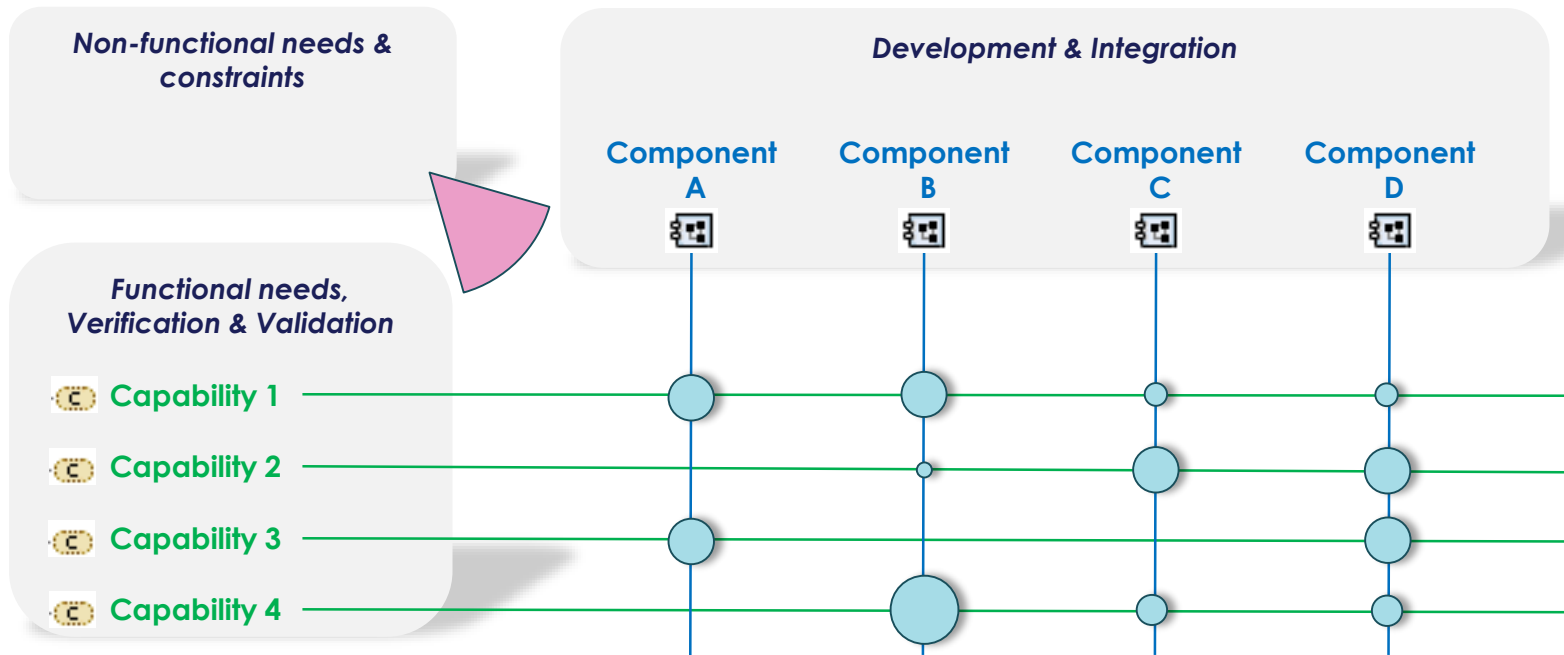 Non-functional needs &
constraints
Development & Integration
Component
A
Component
B
Component
C
Component
D
Functional needs,
Verification & Validation
C Capability 1
C Capability 2
C Capability 3
C Capability 4